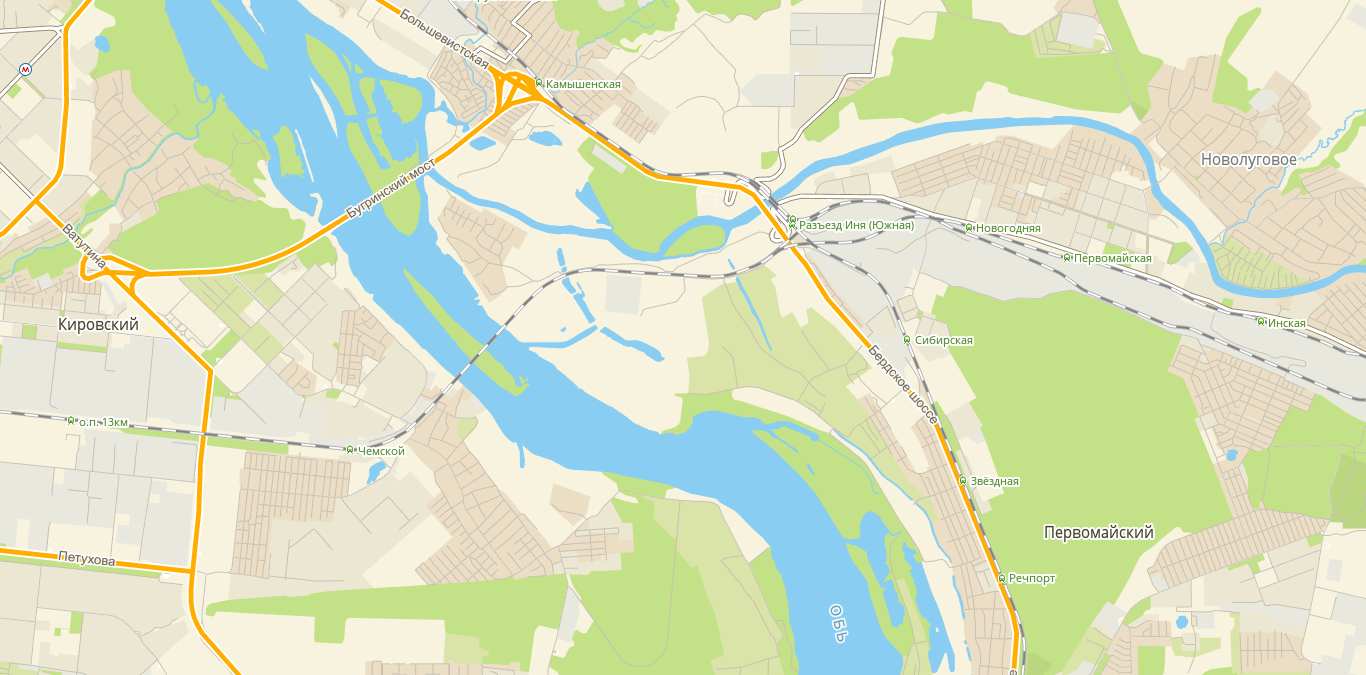 Большевистская
Камышенская
М
Новолуговое
Бугринский мост
Ватутина
Разъезд Иня (Южная)
Новогодняя
Первомайская
Кировский
Инская
Сибирская
Бердское шоссе
о.п. 13км
Чемской
Звёздная
Первомайский
Петухова
Речпорт
ОБЬ